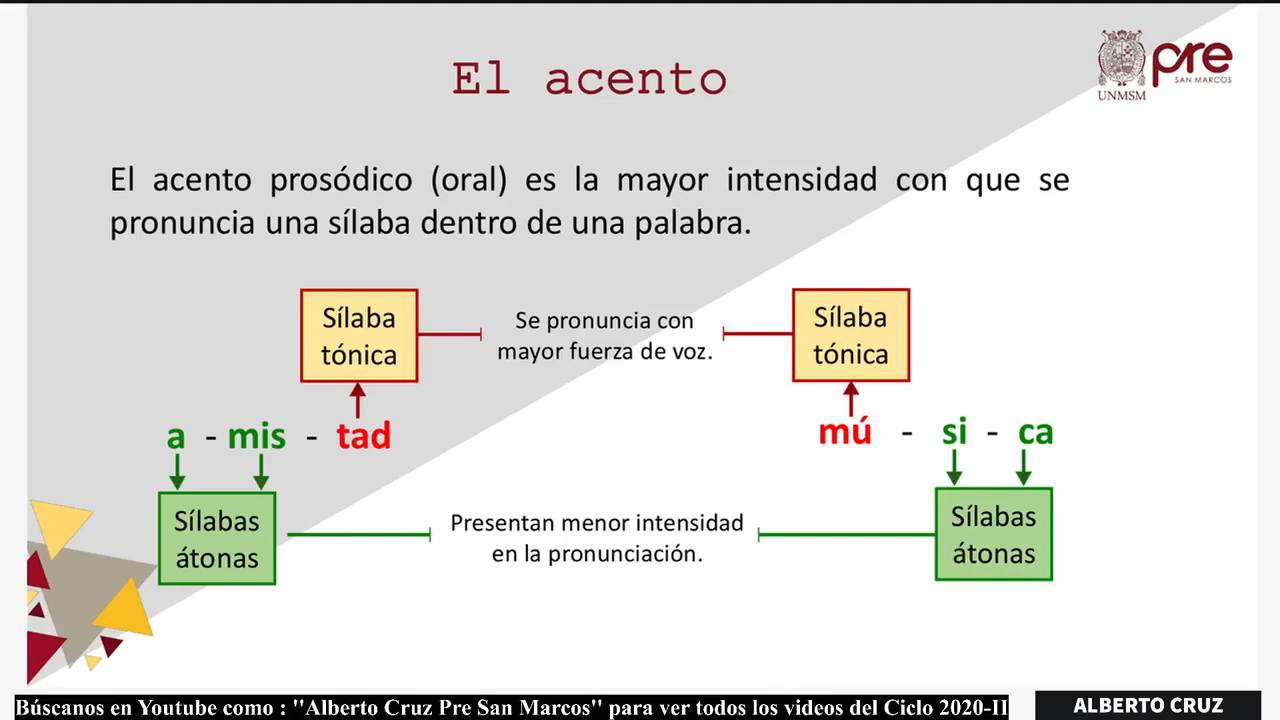 El acento
UNMSM
pre
SAN MARCOS
El acento prosódico (oral) es la mayor intensidad con que se
pronuncia una sílaba dentro de una palabra.
Sílaba
tónica
Se pronuncia con
mayor fuerza de voz.
Sílaba
tónica
a - mis - tad
mú - si - ca
Sílabas
átonas
Presentan menor intensidad
en la pronunciación.
Sílabas
átonas
Búscanos en Youtube como : "Alberto Cruz Pre San Marcos" para ver todos los videos del Ciclo 2020-II
ALBERTO CRUZ